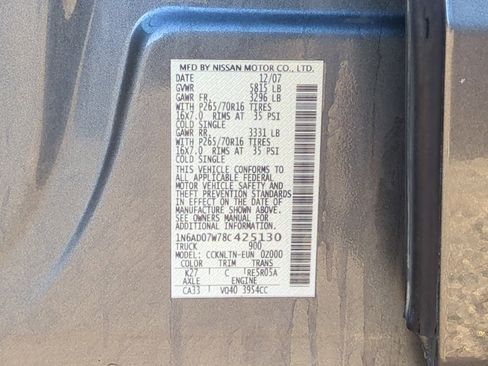 MFD BY NISSAN MOTOR CO., LTD.
DATE 12/07
GVWR 5815 LB
GAWR FR. 3296 LB
WITH P265/70R16 TIRES
16X7.0 RIMS AT 35 PSI
COLD SINGLE
GAWR RR. 3331 LB
WITH P265/70R16 TIRES
16X7.0 RIMS AT 35 PSI
COLD SINGLE
THIS VEHICLE CONFORMS TO
ALL APPLICABLE FEDERAL
MOTOR VEHICLE SAFETY AND
THEFT PREVENTION STANDARDS
IN EFFECT ON THE DATE OF
MANUFACTURE SHOWN ABOVE.
SEE OWNERS MANUAL FOR
ADDITIONAL INFORMATION.
1N6AD07W78C425130
TRUCK 900
MODEL: CCKNLTN-EUN 02000
COLOR TRIM TRANS
K27 C RE5R05A
AXLE ENGINE
CA33 VQ40 3954CC